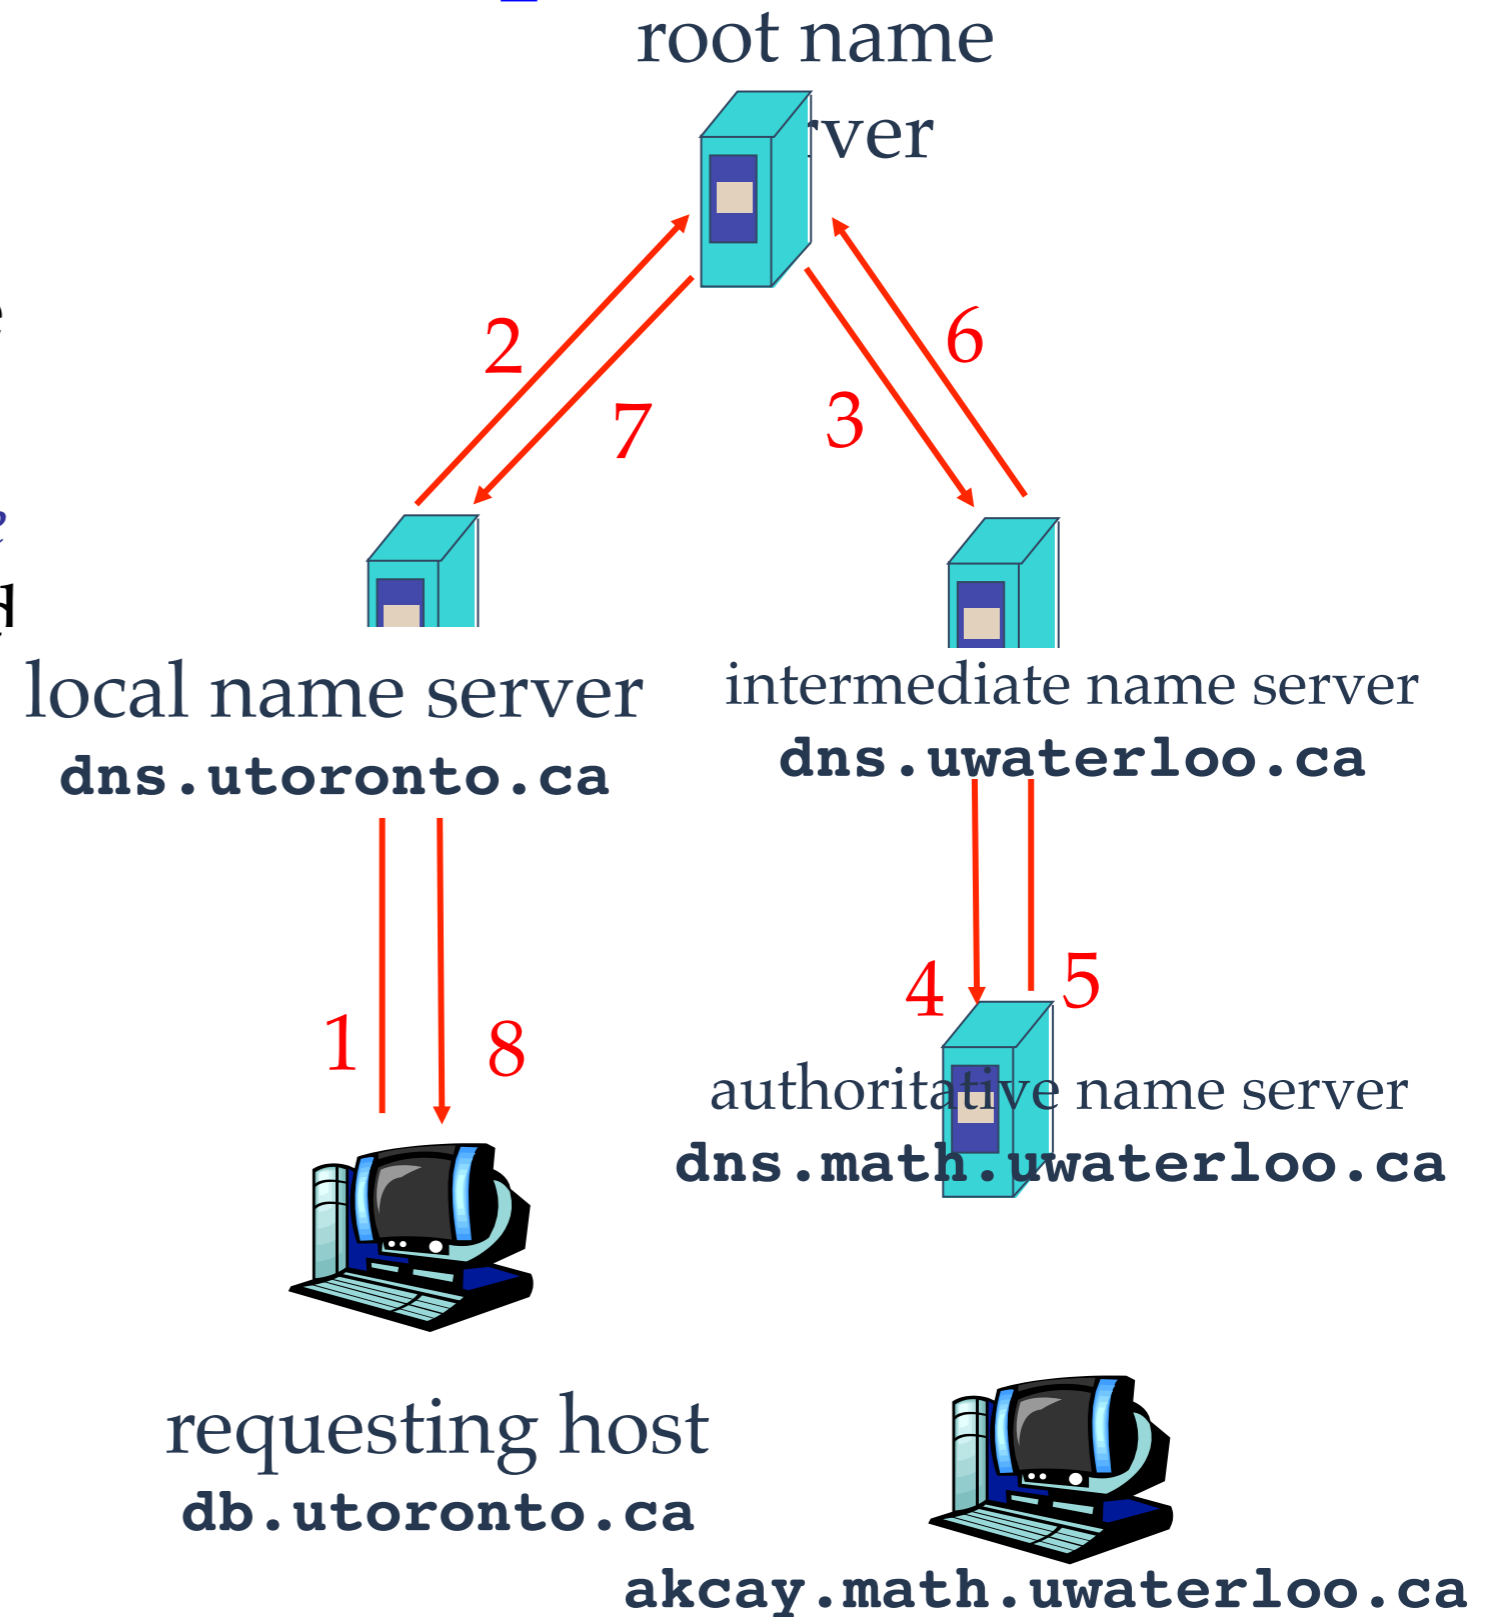 root name
2
6
7
3
local name server
dns.utoronto.ca
intermediate name server
dns.uwaterloo.ca
4
5
1
8
authoritative name server
dns.math.uwaterloo.ca
requesting host
db.utoronto.ca
akcay.math.uwaterloo.ca